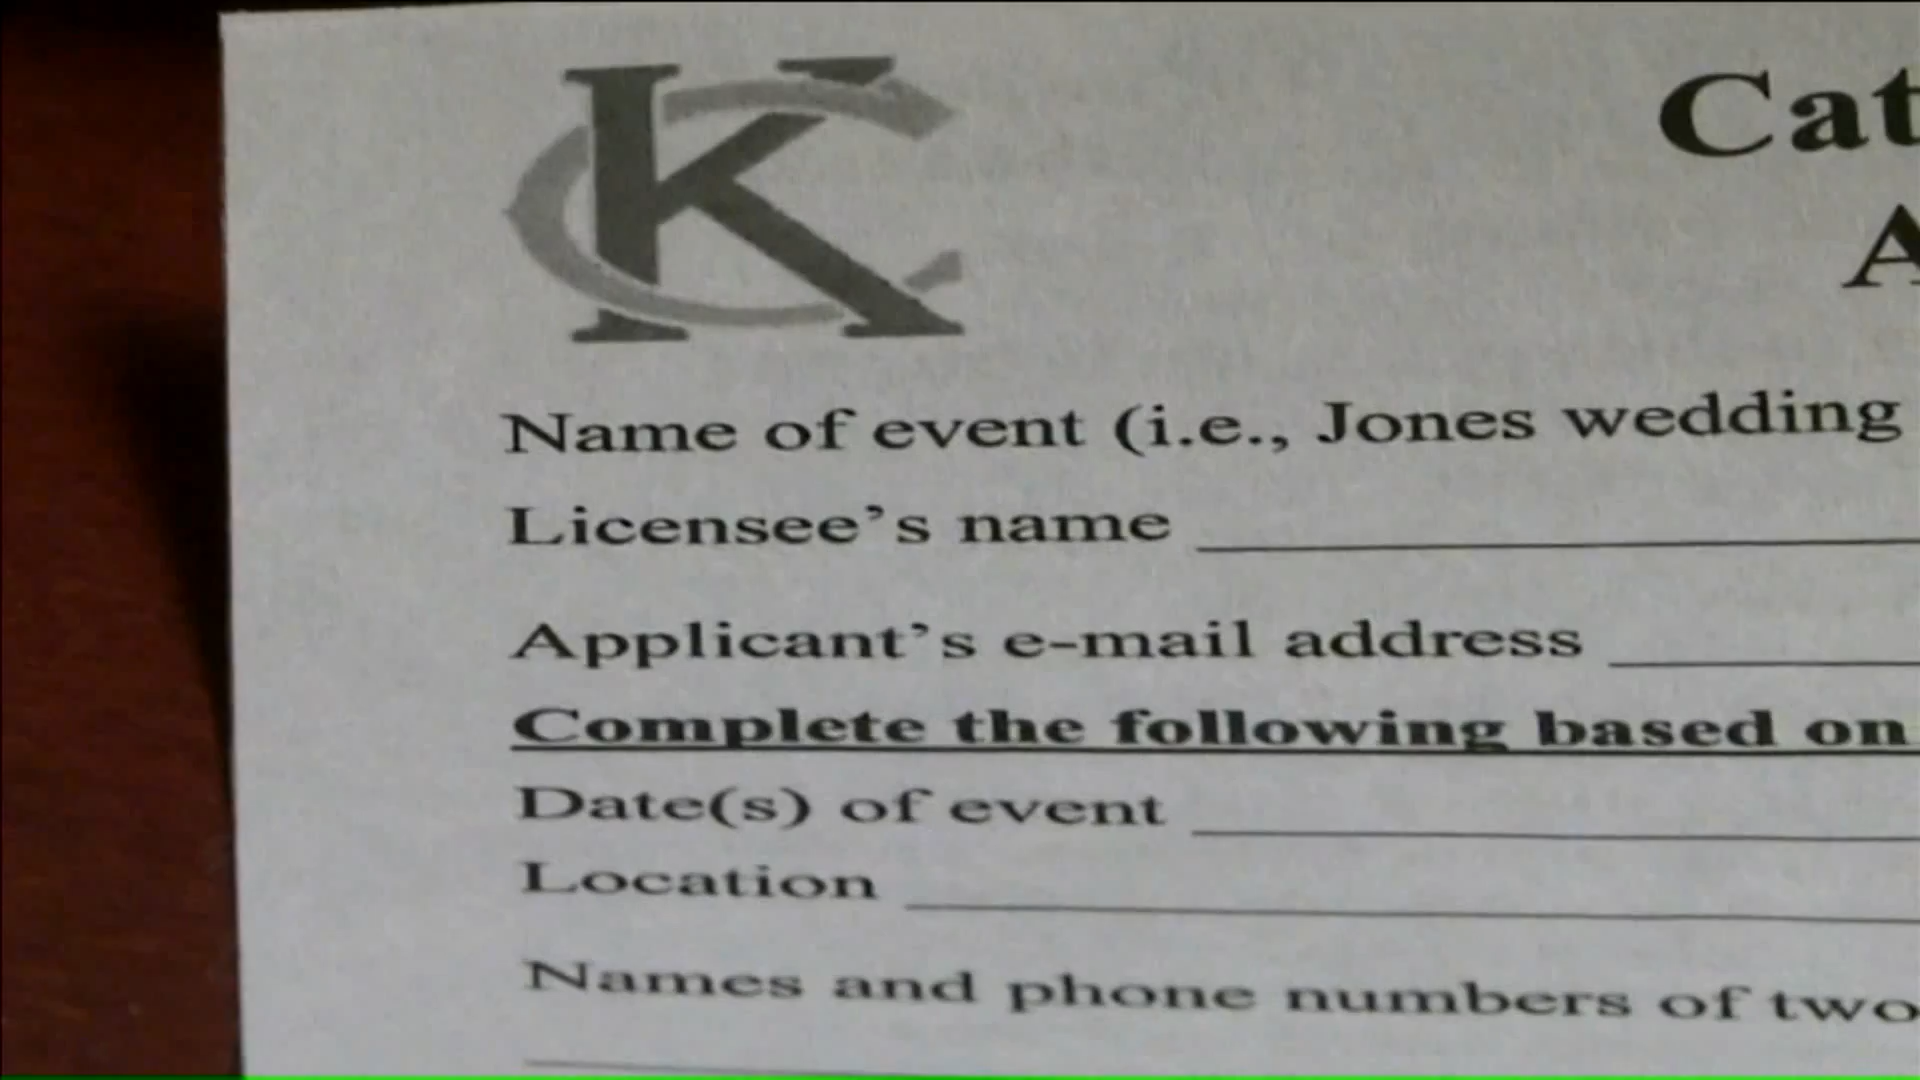 KC
Cat
A
Name of event (i.e., Jones wedding
Licensee's name
Applicant's e-mail address
Complete the following based on
Date(s) of event
Location
Names and phone numbers of two